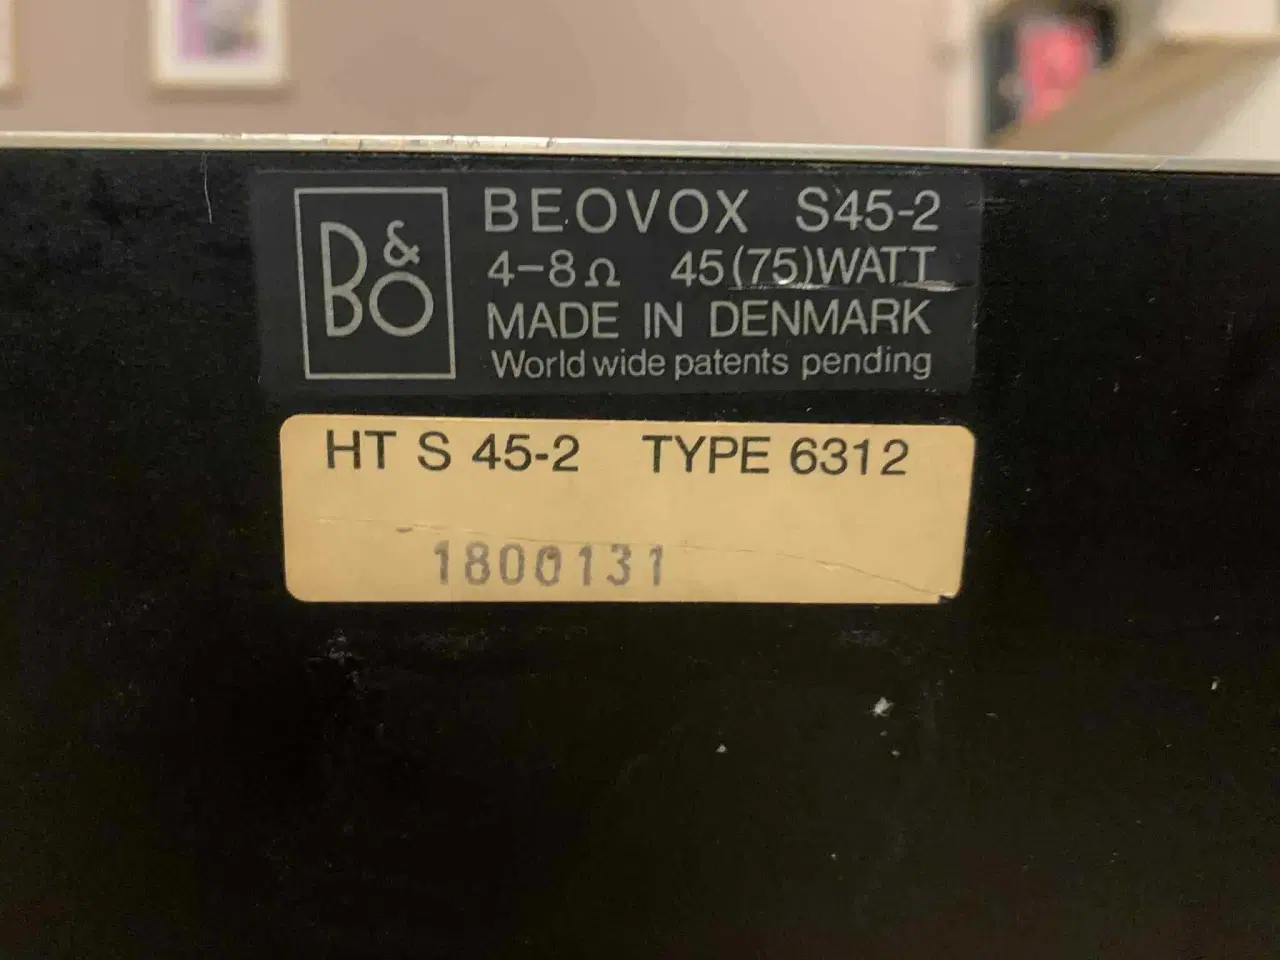 B&O
BEOVOX S45-2
4-8Ω 45(75)WATT
MADE IN DENMARK
World wide patents pending
HT S 45-2 TYPE 6312
1800131